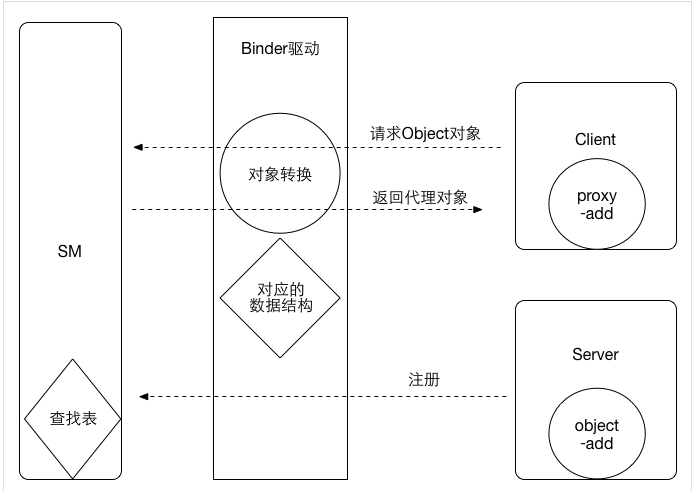 Binder驱动
请求Object对象
Client
对象转换
proxy
-add
返回代理对象
SM
对应的
数据结构
Server
注册
查找表
object
-add